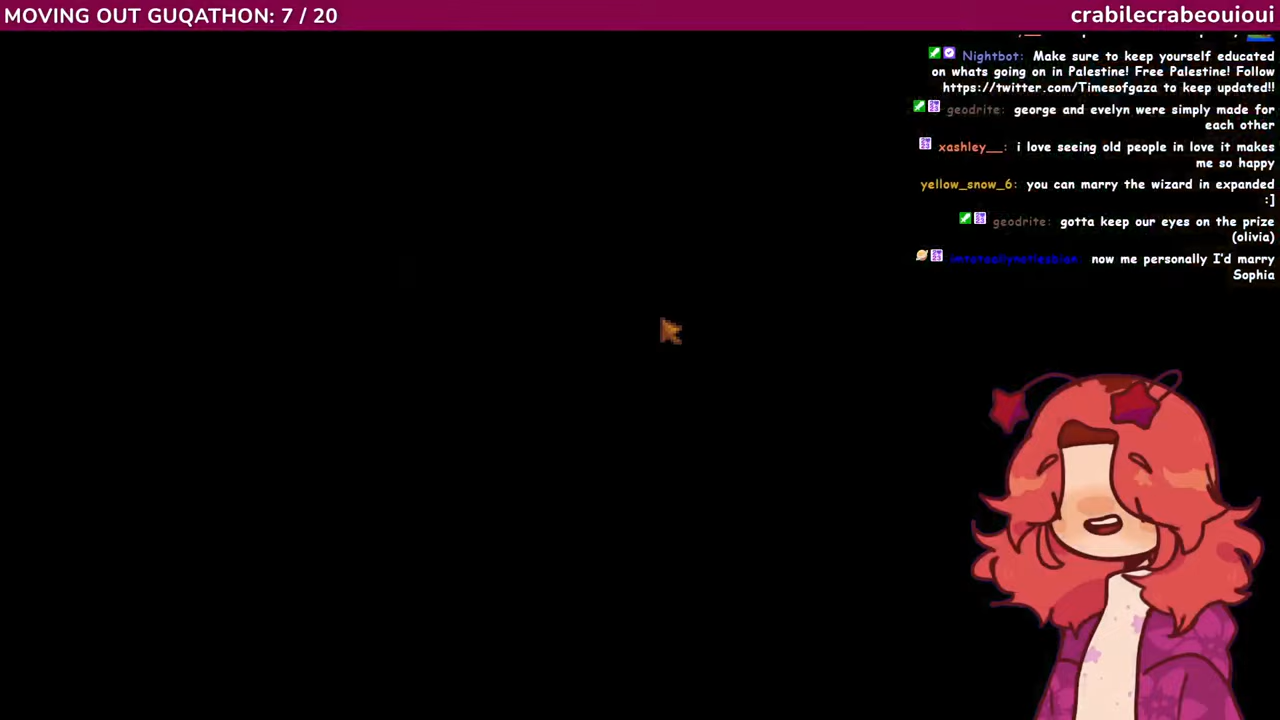 MOVING OUT GUQATHON: 7 / 20
crabilecrabeouioui
Nightbot: Make sure to keep yourself educated
on whats going on in Palestine! Free Palestine! Follow
https://twitter.com/Timesofgaza to keep updated!!
geodrite: george and evelyn were simply made for
each other
xashley__: i love seeing old people in love it makes
me so happy
yellow_snow_6: you can marry the wizard in expanded
:]
geodrite: gotta keep our eyes on the prize
(olivia)
now me personally I'd marry
Sophia